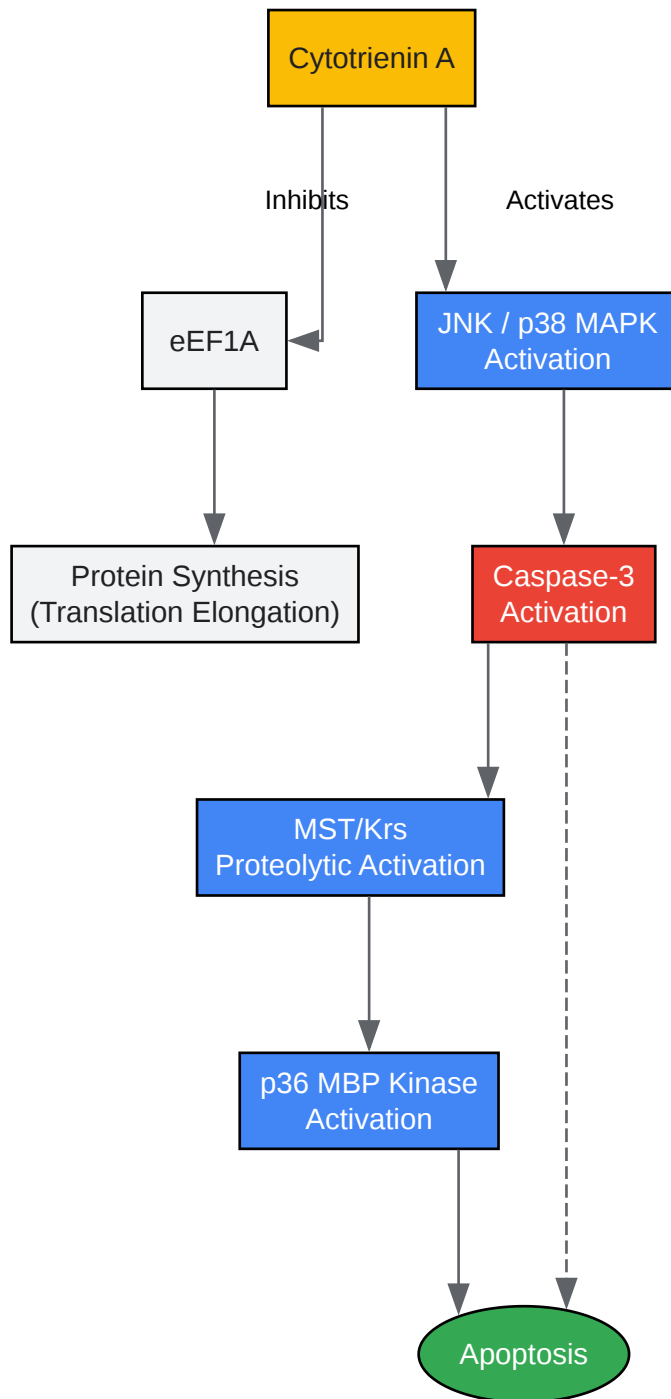 Cytotrienin A
Inhibits
Activates
eEF1A
JNK / p38 MAPK
Activation
Protein Synthesis
(Translation Elongation)
Caspase-3
Activation
MST/Krs
Proteolytic Activation
p36 MBP Kinase
Activation
Apoptosis